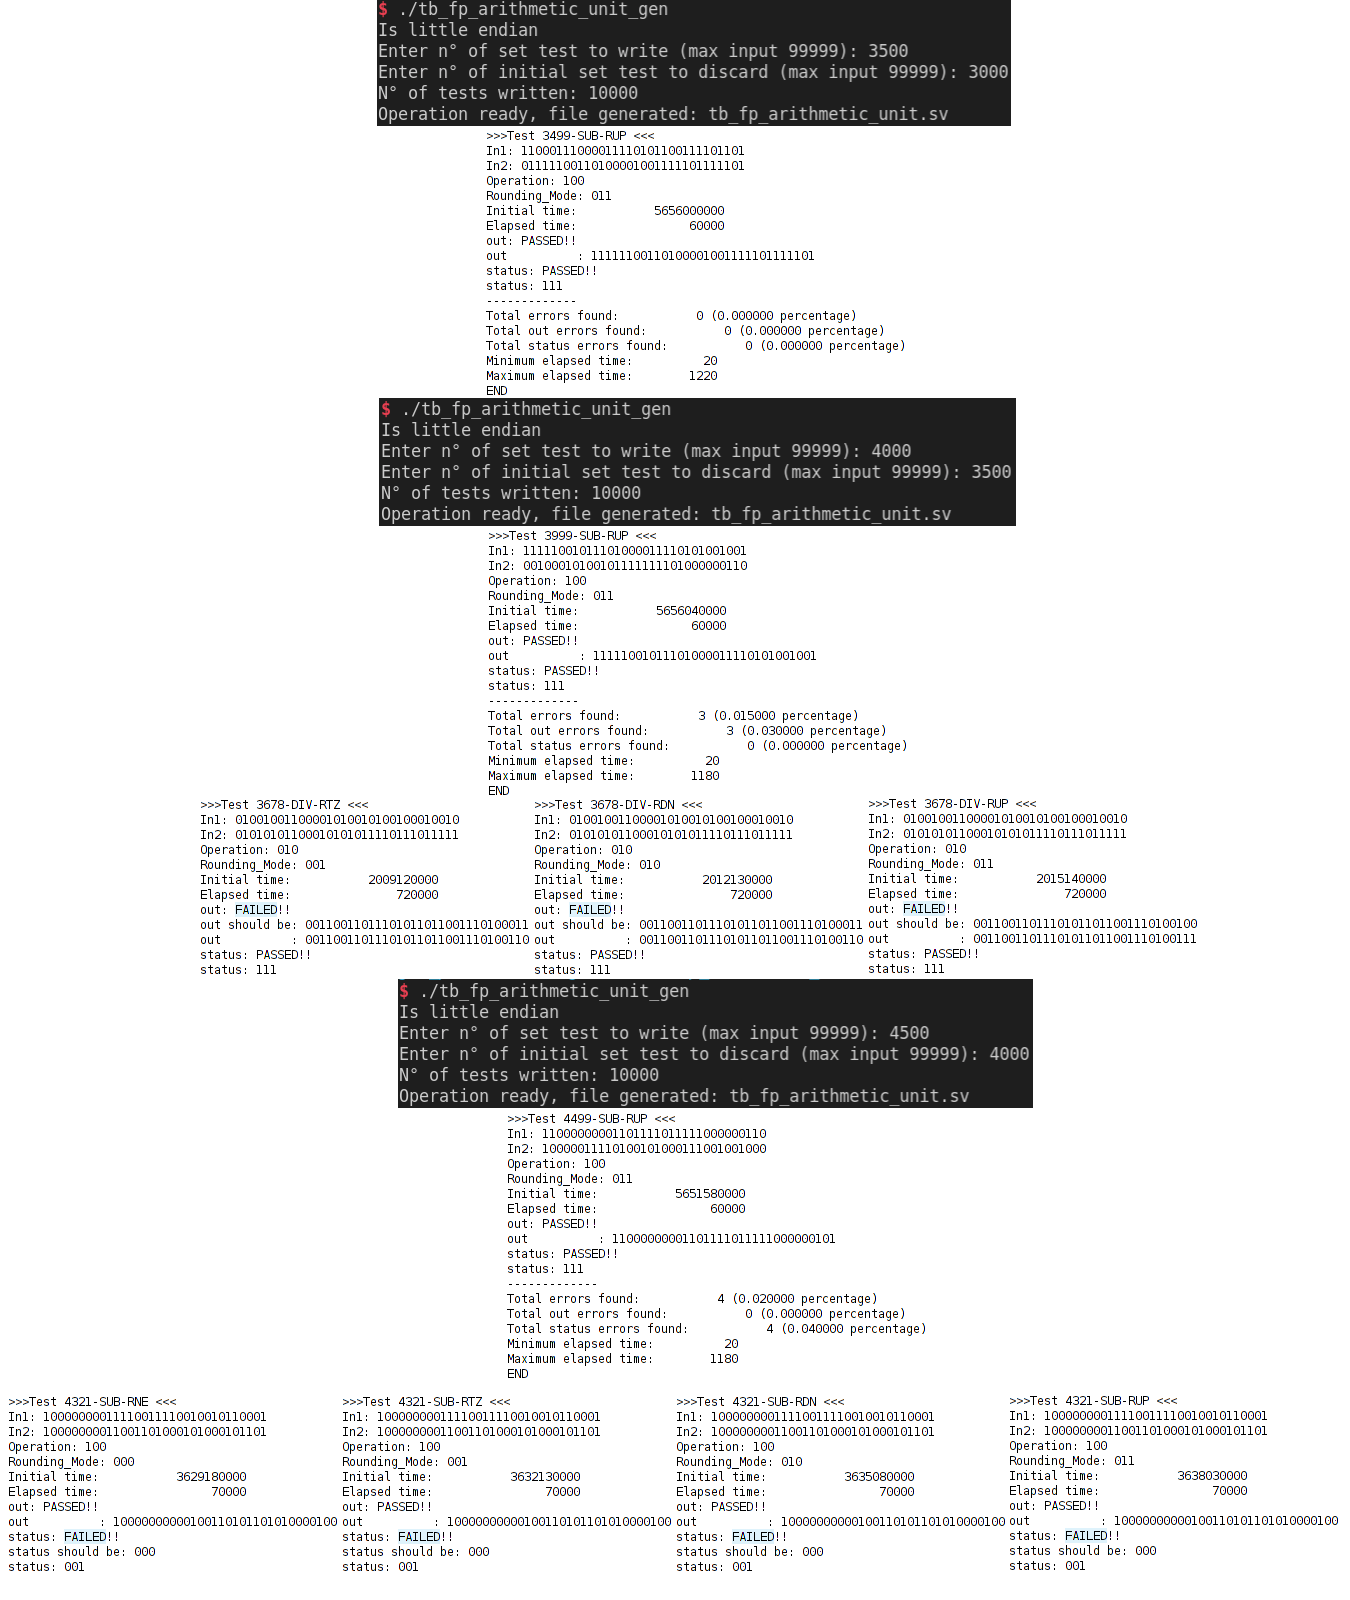 $ ./tb_fp_arithmetic_unit_gen
Is little endian
Enter n° of set test to write (max input 99999): 3500
Enter n° of initial set test to discard (max input 99999): 3000
N° of tests written: 10000
Operation ready, file generated: tb_fp_arithmetic_unit.sv
>>>Test 3499-SUB-RUP <<<
In1: 11000111000011110101100111101101
In2: 01111100110100001001111101111101
Operation: 100
Rounding_Mode: 011
Initial time: 5656000000
Elapsed time: 60000
out: PASSED!!
out : 11111100110100001001111101111101
status: PASSED!!
status: 111
-------------
Total errors found: 0 (0.000000 percentage)
Total out errors found: 0 (0.000000 percentage)
Total status errors found: 0 (0.000000 percentage)
Minimum elapsed time: 20
Maximum elapsed time: 1220
END
$ ./tb_fp_arithmetic_unit_gen
Is little endian
Enter n° of set test to write (max input 99999): 4000
Enter n° of initial set test to discard (max input 99999): 3500
N° of tests written: 10000
Operation ready, file generated: tb_fp_arithmetic_unit.sv
>>>Test 3999-SUB-RUP <<<
In1: 11111001011101000011110101001001
In2: 00100010100101111111101000000110
Operation: 100
Rounding_Mode: 011
Initial time: 5656040000
Elapsed time: 60000
out: PASSED!!
out : 11111001011101000011110101001001
status: PASSED!!
status: 111
-------------
Total errors found: 3 (0.015000 percentage)
Total out errors found: 3 (0.030000 percentage)
Total status errors found: 0 (0.000000 percentage)
Minimum elapsed time: 20
Maximum elapsed time: 1180
END
>>>Test 3678-DIV-RTZ <<<
In1: 01001001100001010010100100010010
In2: 01010101100010101011110111011111
Operation: 010
Rounding_Mode: 001
Initial time: 2009120000
Elapsed time: 720000
out: FAILED!!
out should be: 00110011011101011011001110100011
out : 00110011011101011011001110100110
status: PASSED!!
status: 111
>>>Test 3678-DIV-RDN <<<
In1: 01001001100001010010100100010010
In2: 01010101100010101011110111011111
Operation: 010
Rounding_Mode: 010
Initial time: 2012130000
Elapsed time: 720000
out: FAILED!!
out should be: 00110011011101011011001110100011
out : 00110011011101011011001110100110
status: PASSED!!
status: 111
>>>Test 3678-DIV-RUP <<<
In1: 01001001100001010010100100010010
In2: 01010101100010101011110111011111
Operation: 010
Rounding_Mode: 011
Initial time: 2015140000
Elapsed time: 720000
out: FAILED!!
out should be: 00110011011101011011001110100100
out : 00110011011101011011001110100111
status: PASSED!!
status: 111
$ ./tb_fp_arithmetic_unit_gen
Is little endian
Enter n° of set test to write (max input 99999): 4500
Enter n° of initial set test to discard (max input 99999): 4000
N° of tests written: 10000
Operation ready, file generated: tb_fp_arithmetic_unit.sv
>>>Test 4499-SUB-RUP <<<
In1: 11000000001101111011111000000110
In2: 10000011110100101000111001001000
Operation: 100
Rounding_Mode: 011
Initial time: 5651580000
Elapsed time: 60000
out: PASSED!!
out : 11000000001101111011111000000101
status: PASSED!!
status: 111
-------------
Total errors found: 4 (0.020000 percentage)
Total out errors found: 0 (0.000000 percentage)
Total status errors found: 4 (0.040000 percentage)
Minimum elapsed time: 20
Maximum elapsed time: 1180
END
>>>Test 4321-SUB-RNE <<<
In1: 10000000011110011110010010110001
In2: 10000000011001101000101000101101
Operation: 100
Rounding_Mode: 000
Initial time: 3629180000
Elapsed time: 70000
out: PASSED!!
out : 10000000000100110101101010000100
status: FAILED!!
status should be: 000
status: 001
>>>Test 4321-SUB-RTZ <<<
In1: 10000000011110011110010010110001
In2: 10000000011001101000101000101101
Operation: 100
Rounding_Mode: 001
Initial time: 3632130000
Elapsed time: 70000
out: PASSED!!
out : 10000000000100110101101010000100
status: FAILED!!
status should be: 000
status: 001
>>>Test 4321-SUB-RDN <<<
In1: 10000000011110011110010010110001
In2: 10000000011001101000101000101101
Operation: 100
Rounding_Mode: 010
Initial time: 3635080000
Elapsed time: 70000
out: PASSED!!
out : 10000000000100110101101010000100
status: FAILED!!
status should be: 000
status: 001
>>>Test 4321-SUB-RUP <<<
In1: 10000000011110011110010010110001
In2: 10000000011001101000101000101101
Operation: 100
Rounding_Mode: 011
Initial time: 3638030000
Elapsed time: 70000
out: PASSED!!
out : 10000000000100110101101010000100
status: FAILED!!
status should be: 000
status: 001